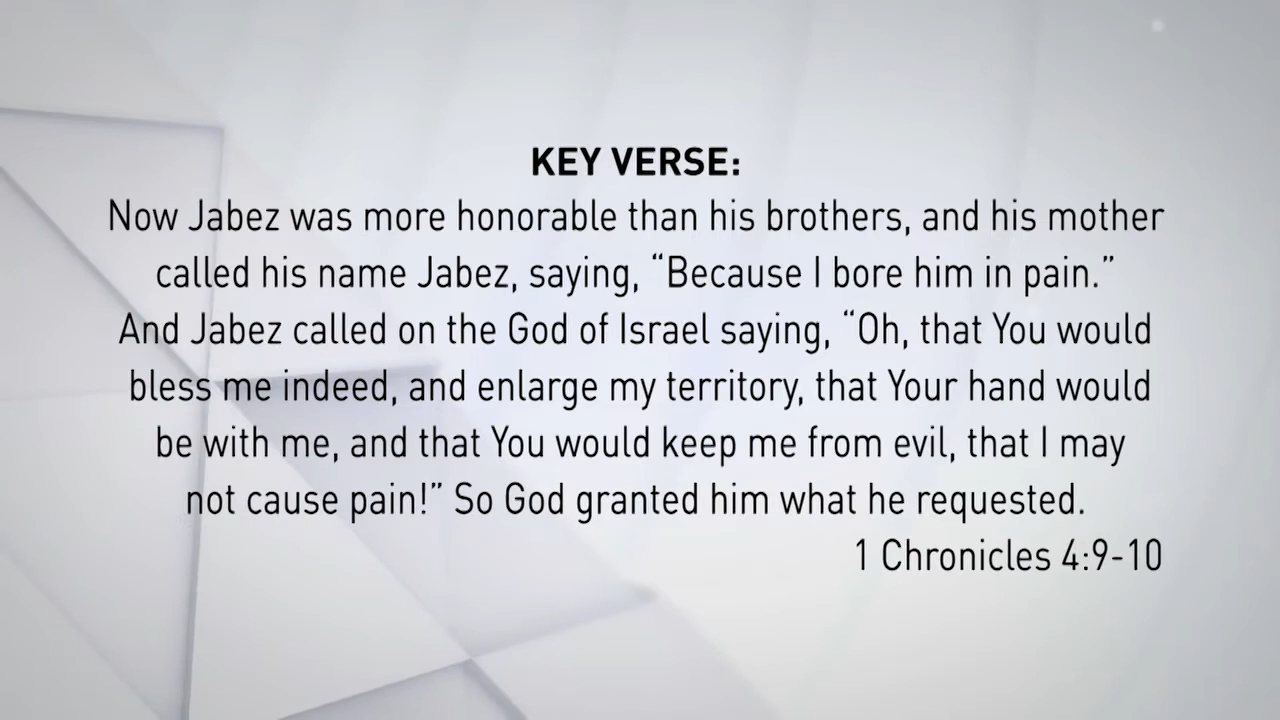 KEY VERSE:
Now Jabez was more honorable than his brothers, and his mother
called his name Jabez, saying, “Because I bore him in pain.”
And Jabez called on the God of Israel saying, “Oh, that You would
bless me indeed, and enlarge my territory, that Your hand would
be with me, and that You would keep me from evil, that I may
not cause pain!” So God granted him what he requested.
1 Chronicles 4:9-10